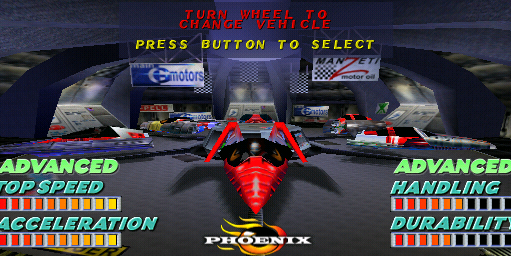 TURN WHEEL TO
CHANGE VEHICLE
PRESS BUTTON TO SELECT
motors
MANZETI
motor oil
ADVANCED
TOP SPEED
ACCELERATION
ADVANCED
HANDLING
DURABILITY
PHOENIX